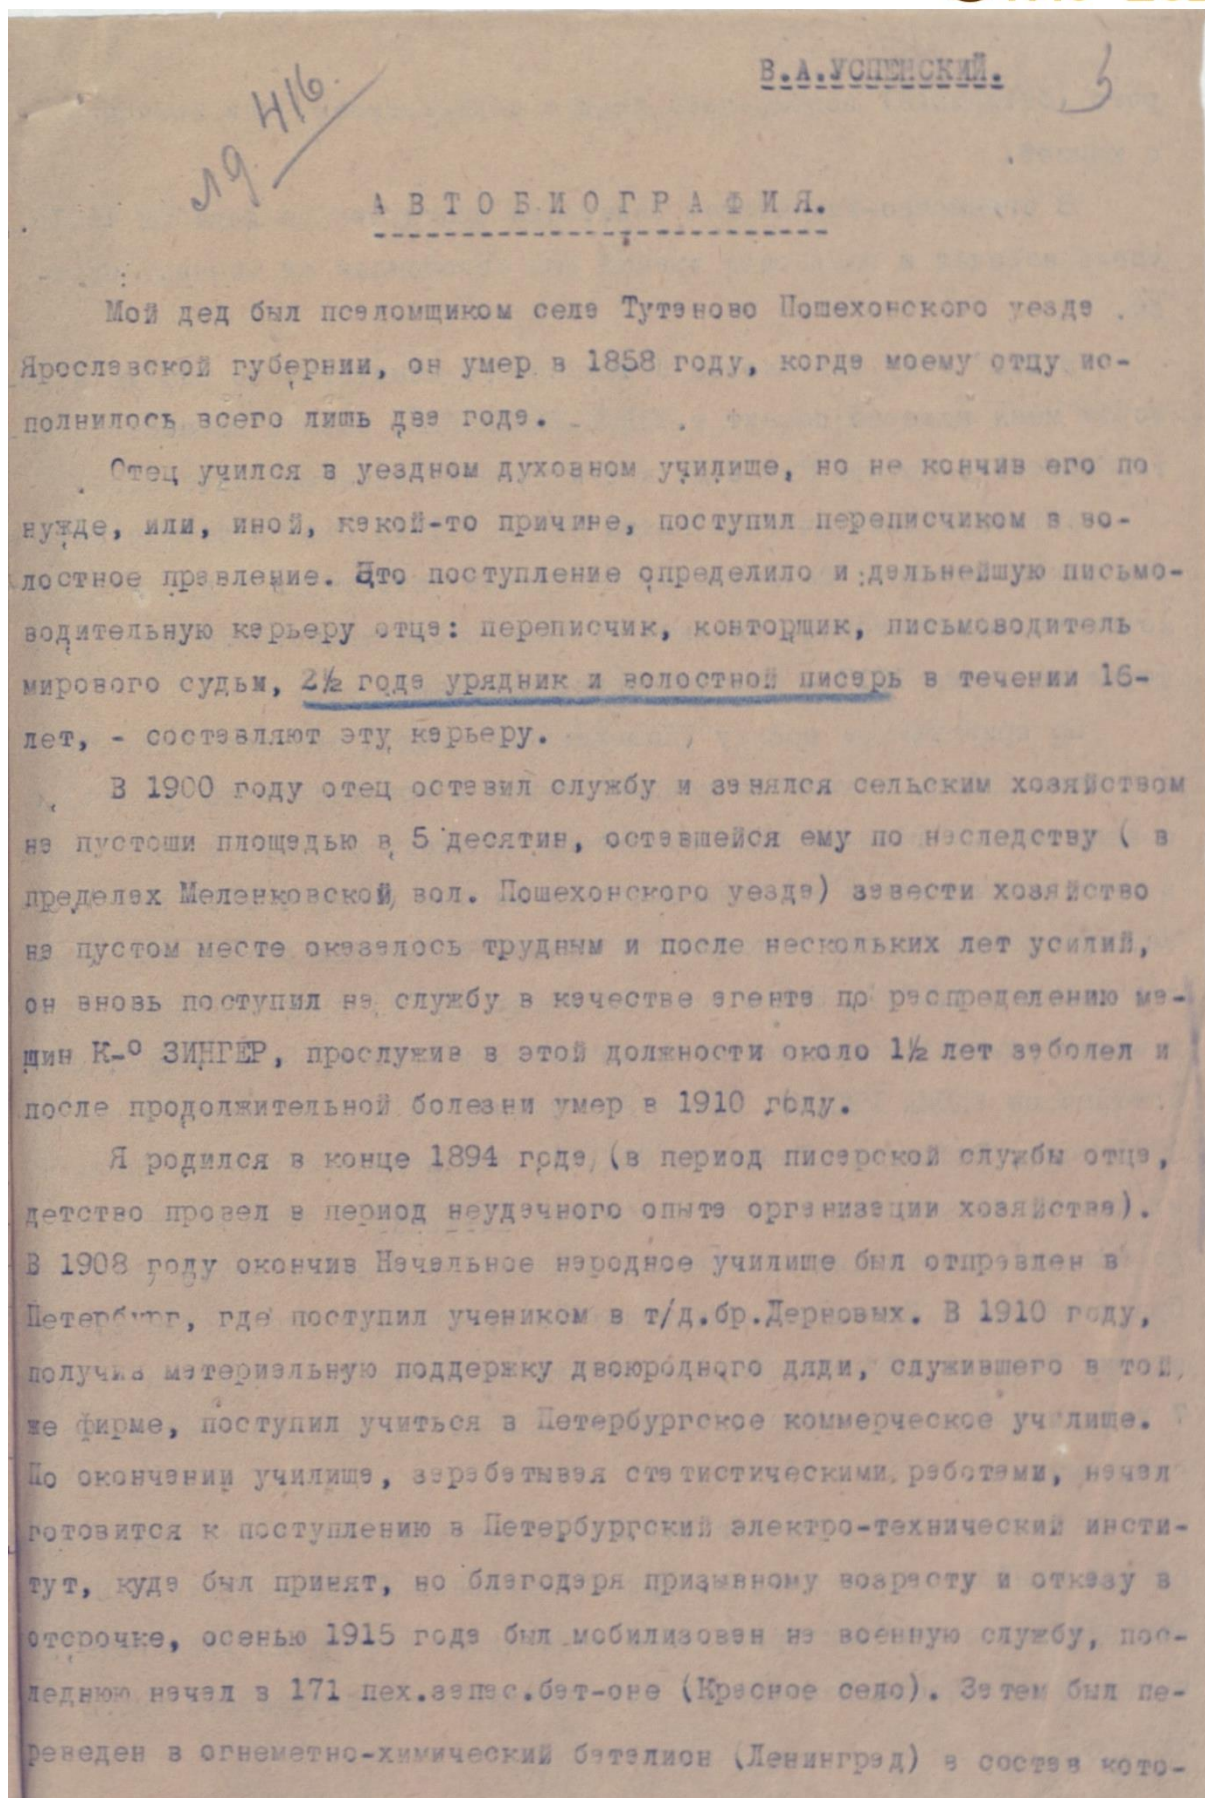 В.А.УСПЕНСКИЙ. 3
лд. 416.
АВТОБИОГРАФИЯ.
Мой дед был псаломщиком села Тутаново Пошехонского уезда
Ярославской губернии, он умер в 1858 году, когда моему отцу ис-
полнилось всего лишь два года.
Отец учился в уездном духовном училище, но не кончив его по
нужде, или, иной, какой-то причине, поступил переписчиком в во-
лостное правление. Это поступление определило и дальнейшую письмо-
водительную карьеру отца: переписчик, конторщик, письмоводитель
мирового судьи, 2½ года урядник и волостной писарь в течении 16-
лет, - составляют эту карьеру.
В 1900 году отец оставил службу и занялся сельским хозяйством
на пустоши площадью в 5 десятин, оставшейся ему по наследству ( в
пределах Меленковской вол. Пошехонского уезда) завести хозяйство
на пустом месте оказалось трудным и после нескольких лет усилий,
он вновь поступил на службу в качестве агента по распределению ма-
шин К-о ЗИНГЕР, прослужив в этой должности около 1½ лет заболел и
после продолжительной болезни умер в 1910 году.
Я родился в конце 1894 года, (в период писарской службы отца,
детство провел в период неудачного опыта организации хозяйства).
В 1908 году окончив Начальное народное училище был отправлен в
Петербург, где поступил учеником в т/д.бр.Дерновых. В 1910 году,
получив материальную поддержку двоюродного дяди, служившего в той,
же фирме, поступил учиться в Петербургское коммерческое училище.
По окончании училища, зарабатывая статистическими работами, начал
готовится к поступлению в Петербургский электро-технический инсти-
тут, куда был принят, но благодаря призывному возрасту и отказу в
отсрочке, осенью 1915 года был мобилизован на военную службу, пос-
леднюю начал в 171 пех.запас.бат-оне (Красное село). Затем был пе-
реведен в огнеметно-химический баталион (Ленинград) в состав кото-